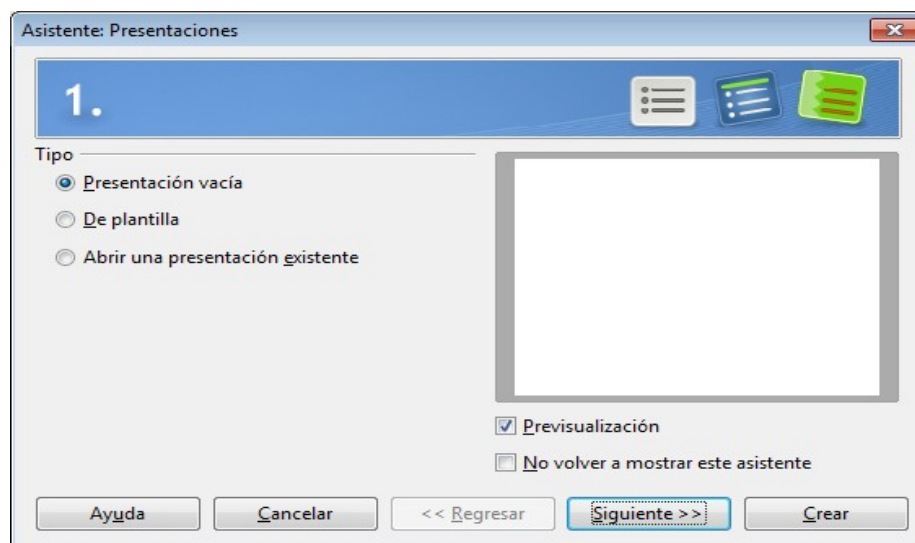 Asistente: Presentaciones
1.
Tipo
Presentación vacía
De plantilla
Abrir una presentación existente
Previsualización
No volver a mostrar este asistente
Ayuda
Cancelar
<< Regresar
Siguiente >>
Crear